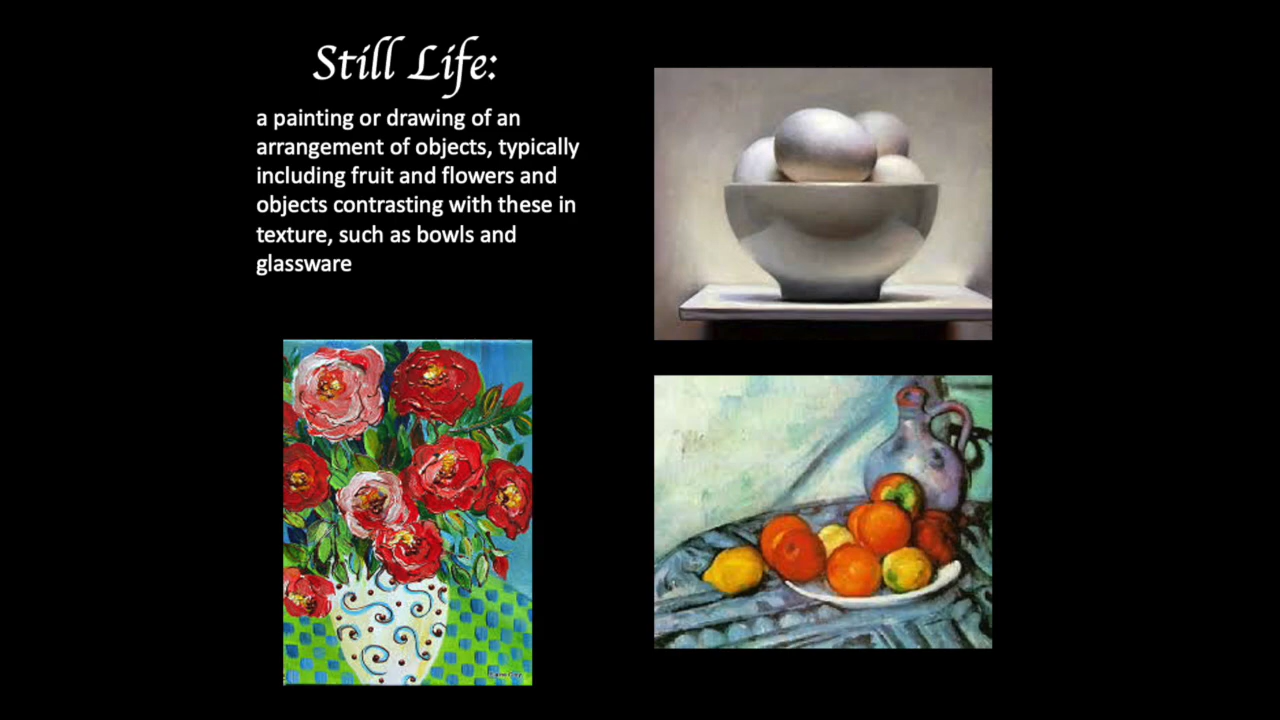 Still Life:
a painting or drawing of an
arrangement of objects, typically
including fruit and flowers and
objects contrasting with these in
texture, such as bowls and
glassware